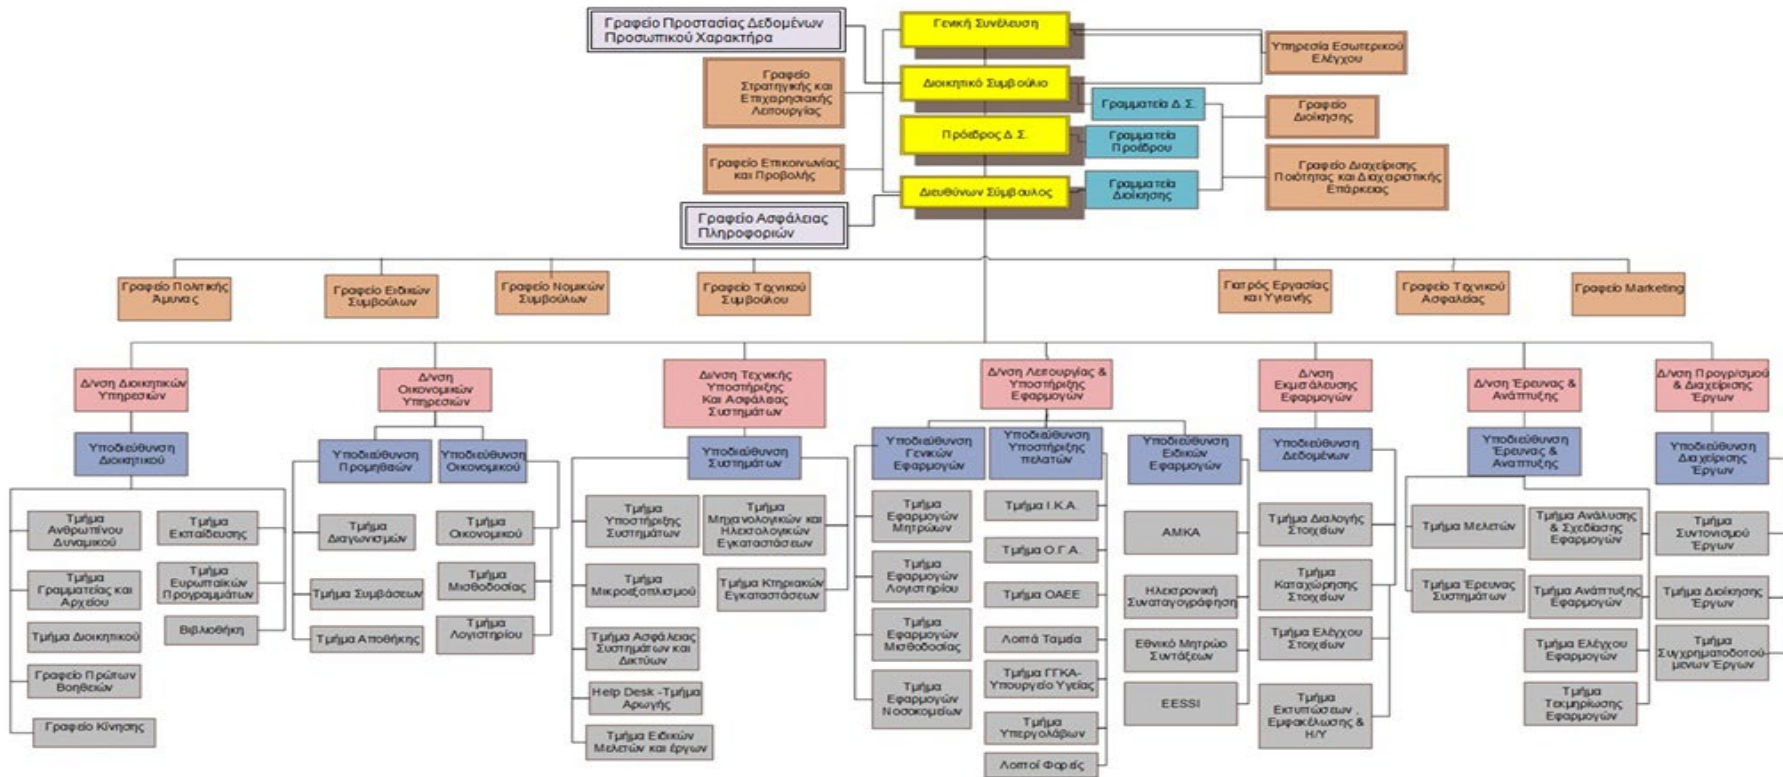 Γραφείο Προστασίας Δεδομένων
Προσωπικού Χαρακτήρα
Γενική Συνέλευση
Υπηρεσία Εσωτερικού
Ελέγχου
Γραφείο
Στρατηγικής και
Επιχειρησιακής
Λειτουργίας
Διοικητικό Συμβούλιο
Γραμματεία Δ.Σ.
Γραφείο
Διοίκησης
Πρόεδρος Δ.Σ.
Γραμματεία
Προέδρου
Γραφείο Επικοινωνίας
και Προβολής
Γραφείο Διαχείρισης
Ποιότητας και Διαχειριστικής
Επάρκειας
Διευθύνων Σύμβουλος
Γραμματεία
Διοίκησης
Γραφείο Ασφάλειας
Πληροφοριών
Γραφείο Πολιτικής
Άμυνας
Γραφείο Ειδικών
Συμβούλων
Γραφείο Νομικών
Συμβούλων
Γραφείο Τεχνικού
Συμβούλου
Γιατρός Εργασίας
και Υγιεινής
Γραφείο Τεχνικού
Ασφαλείας
Γραφείο Marketing
Δ/νση Διοικητικών
Υπηρεσιών
Δ/νση
Οικονομικών
Υπηρεσιών
Δι/νση Τεχνικής
Υποστήριξης
Και Ασφάλειας
Συστημάτων
Δ/νση Λειτουργίας &
Υποστήριξης
Εφαρμογών
Δ/νση
Εκμετάλευσης
Εφαρμογών
Δ/νση Έρευνας &
Ανάπτυξης
Δ/νση Προγρ/σμού
& Διαχείρισης
Έργων
Υποδιεύθυνση
Διοικητικού
Υποδιεύθυνση
Προμηθειών
Υποδιεύθυνση
Οικονομικού
Υποδιεύθυνση
Συστημάτων
Υποδιεύθυνση
Γενικών
Εφαρμογών
Υποδιεύθυνση
Υποστήριξης
πελατών
Υποδιεύθυνση
Ειδικών
Εφαρμογών
Υποδιεύθυνση
Δεδομένων
Υποδιεύθυνση
Έρευνας &
Ανάπτυξης
Υποδιεύθυνση
Διαχείρισης
Έργων
Τμήμα
Ανθρωπίνου
Δυναμικού
Τμήμα
Γραμματείας και
Αρχείου
Τμήμα Διοικητικού
Γραφείο Πρώτων
Βοηθειών
Γραφείο Κίνησης
Τμήμα
Εκπαίδευσης
Τμήμα
Ευρωπαϊκών
Προγραμμάτων
Βιβλιοθήκη
Τμήμα
Διαγωνισμών
Τμήμα Συμβάσεων
Τμήμα Αποθήκης
Τμήμα
Οικονομικού
Τμήμα
Μισθοδοσίας
Τμήμα
Λογιστηρίου
Τμήμα
Υποστήριξης
Συστημάτων
Τμήμα
Μικροεξοπλισμού
Τμήμα Ασφάλειας
Συστημάτων και
Δικτύων
Help Desk -Τμήμα
Αρωγής
Τμήμα Ειδικών
Μελετών και έργων
Τμήμα
Μηχανολογικών και
Ηλεκτολογικών
Εγκαταστάσεων
Τμήμα Κτηριακών
Εγκαταστάσεων
Τμήμα
Εφαρμογών
Μητρώων
Τμήμα
Εφαρμογών
Λογιστηρίου
Τμήμα
Εφαρμογών
Μισθοδοσίας
Τμήμα
Εφαρμογών
Νοσοκομείων
Τμήμα Ι.Κ.Α.
Τμήμα Ο.Γ.Α.
Τμήμα ΟΑΕΕ
Λοιπά Ταμεία
Τμήμα ΓΓΚΑ-
Υπουργείο Υγείας
Τμήμα
Υπεργολάβων
Λοιποί Φορείς
ΑΜΚΑ
Ηλεκτρονική
Συναταγογράφηση
Εθνικό Μητρώο
Συντάξεων
EESSI
Τμήμα Διαλογής
Στοιχείων
Τμήμα
Καταχώρησης
Στοιχείων
Τμήμα Ελέγχου
Στοιχείων
Τμήμα
Εκτυπώσεων ,
Εμφακέλωσης &
Η/Υ
Τμήμα Μελετών
Τμήμα Έρευνας
Συστημάτων
Τμήμα Ανάλυσης
& Σχεδίασης
Εφαρμογών
Τμήμα Ανάπτυξης
Εφαρμογών
Τμήμα Ελέγχου
Εφαρμογών
Τμήμα
Τεκμηρίωσης
Εφαρμογών
Τμήμα
Συντονισμού
Έργων
Τμήμα Διοίκησης
Έργων
Τμήμα
Συγχρηματοδοτού
μενων Έργων